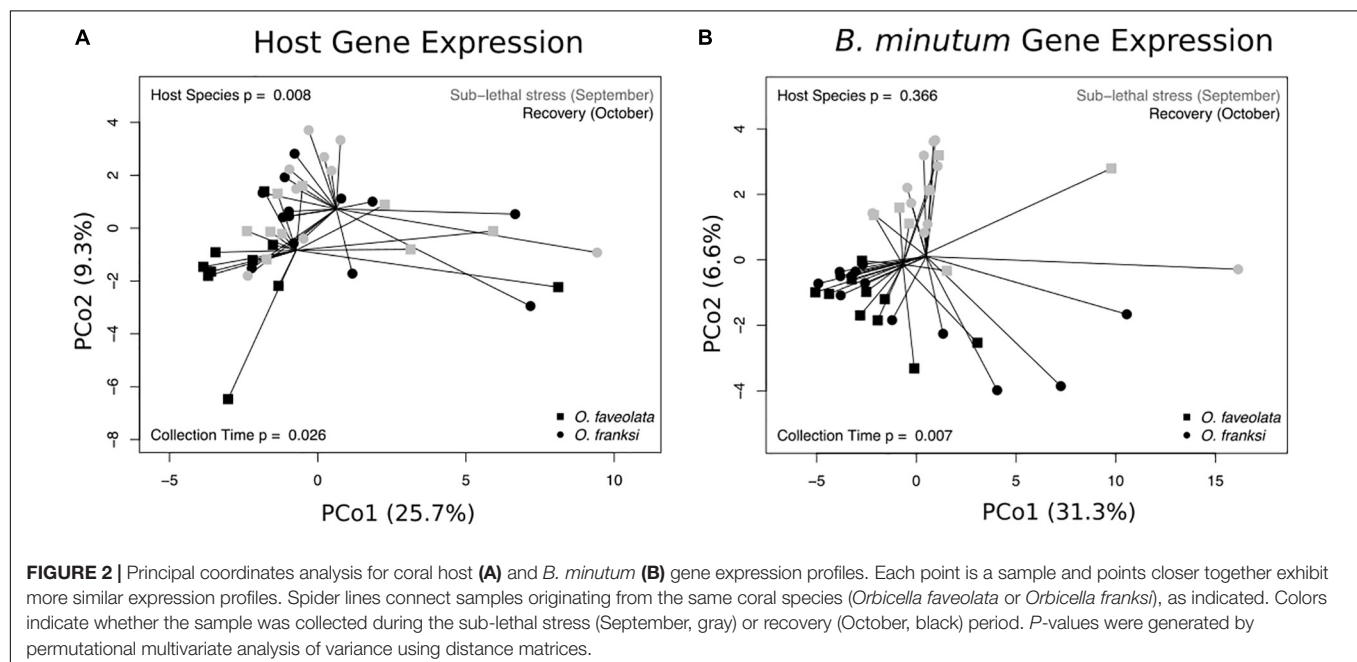 A
Host Gene Expression
Host Species p = 0.008
Sub-lethal stress (September)
Recovery (October)
4
2
0
−2
−4
−6
−8
PCo2 (9.3%)
Collection Time p = 0.026
O. faveolata
O. franksi
−5
0
5
10
PCo1 (25.7%)
B
B. minutum Gene Expression
Host Species p = 0.366
Sub-lethal stress (September)
Recovery (October)
4
2
0
−2
−4
PCo2 (6.6%)
Collection Time p = 0.007
O. faveolata
O. franksi
−5
0
5
10
15
PCo1 (31.3%)
FIGURE 2 | Principal coordinates analysis for coral host (A) and B. minutum (B) gene expression profiles. Each point is a sample and points closer together exhibit
more similar expression profiles. Spider lines connect samples originating from the same coral species (Orbicella faveolata or Orbicella franksi), as indicated. Colors
indicate whether the sample was collected during the sub-lethal stress (September, gray) or recovery (October, black) period. P-values were generated by
permutational multivariate analysis of variance using distance matrices.